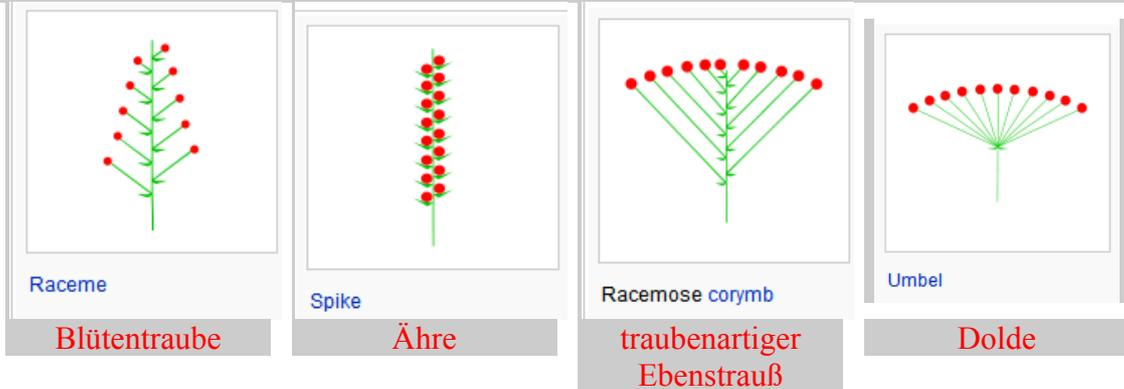 Raceme
Spike
Racemose corymb
Umbel
Blütentraube
Ähre
traubenartiger
Ebenstrauß
Dolde